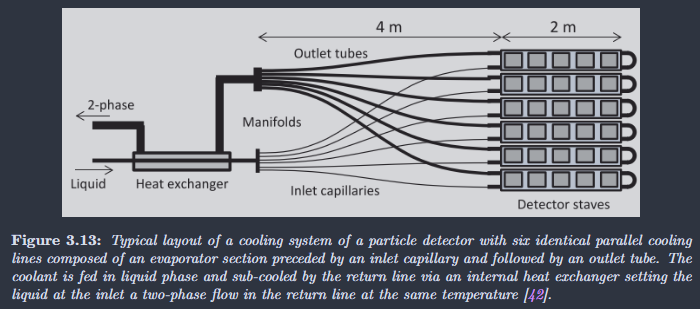 4 m
2 m
Outlet tubes
2-phase
Manifolds
Liquid
Heat exchanger
Inlet capillaries
Detector staves
Figure 3.13: Typical layout of a cooling system of a particle detector with six identical parallel cooling
lines composed of an evaporator section preceded by an inlet capillary and followed by an outlet tube. The
coolant is fed in liquid phase and sub-cooled by the return line via an internal heat exchanger setting the
liquid at the inlet a two-phase flow in the return line at the same temperature [42].